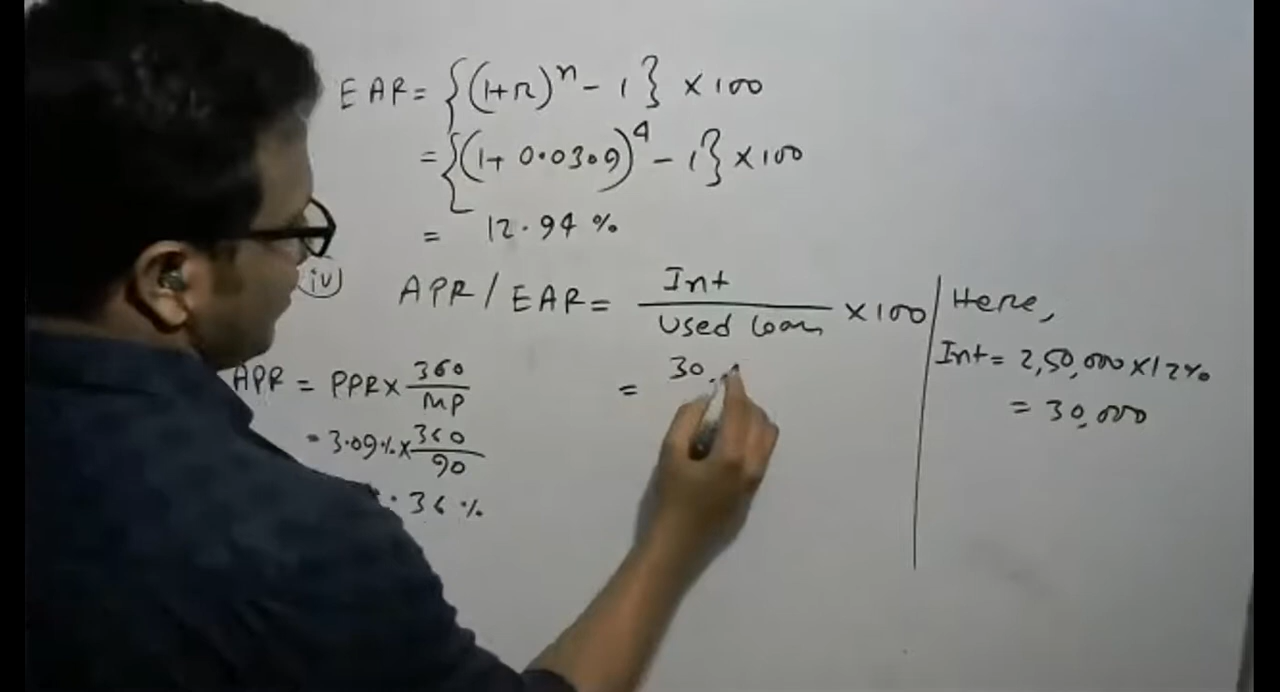 EAR = {(1+r)^n - 1} × 100
= {(1+ 0.0309)^4 - 1} × 100
= 12.94 %
iv) APR / EAR = Int / Used Loan × 100
= 30,
APR = PPR × 360 / MP
= 3.09% × 360 / 90
.36 %
Here,
Int = 2,50,000 × 12%
= 30,000